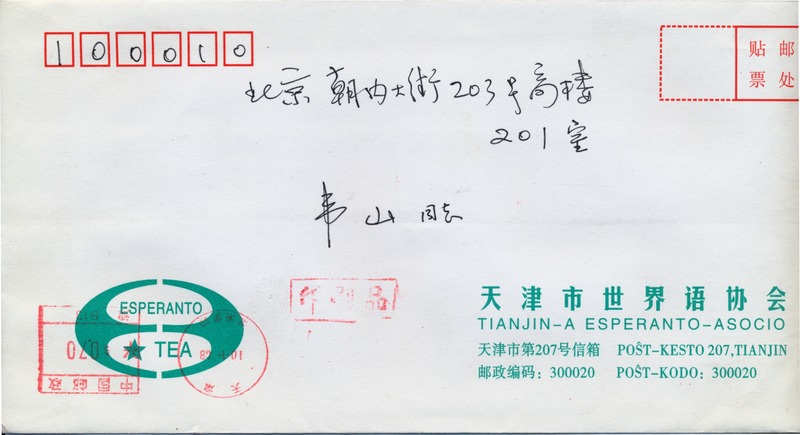 100010
贴 邮
票 处
北京朝内大街203号高楼
201室
韦山 同志
印刷品
ESPERANTO
TEA
中国邮政
天津
天津市世界语协会
TIANJIN-A ESPERANTO-ASOCIO
天津市第207号信箱 POŜT-KESTO 207,TIANJIN
邮政编码：300020 POŜT-KODO：300020